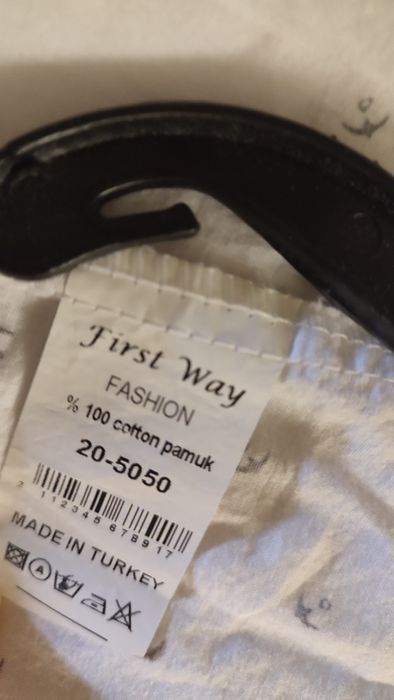 First Way
FASHION
% 100 cotton pamuk
20-5050
2 112345 678917
MADE IN TURKEY
A